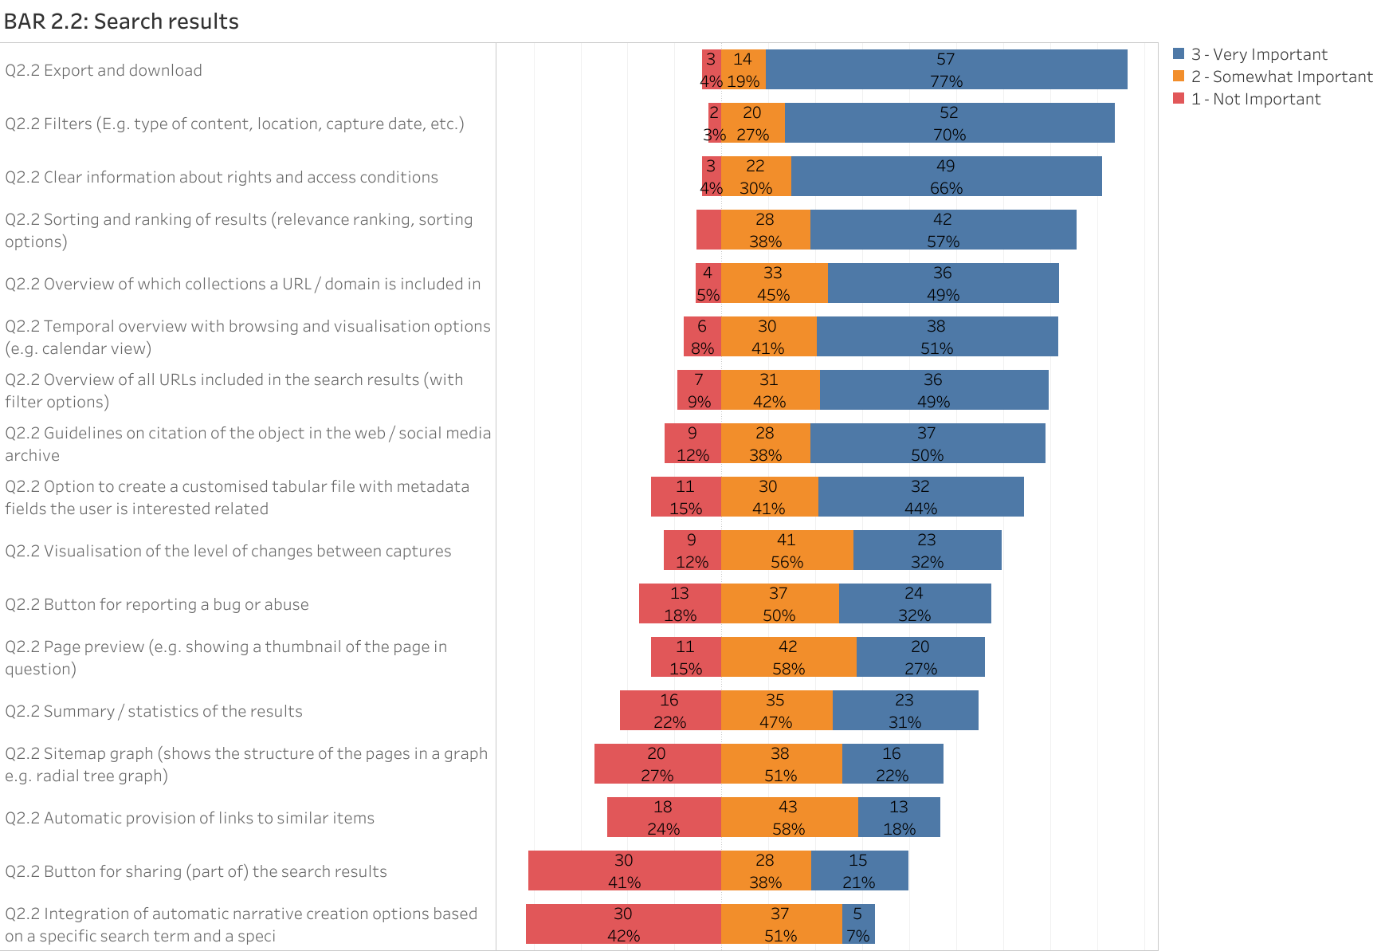 BAR 2.2: Search results
3 - Very Important
2 - Somewhat Important
1 - Not Important
Q2.2 Export and download
3 14 57
4% 19% 77%
Q2.2 Filters (E.g. type of content, location, capture date, etc.)
2 20 52
3% 27% 70%
Q2.2 Clear information about rights and access conditions
3 22 49
4% 30% 66%
Q2.2 Sorting and ranking of results (relevance ranking, sorting
options)
28 42
38% 57%
Q2.2 Overview of which collections a URL / domain is included in
4 33 36
5% 45% 49%
Q2.2 Temporal overview with browsing and visualisation options
(e.g. calendar view)
6 30 38
8% 41% 51%
Q2.2 Overview of all URLs included in the search results (with
filter options)
7 31 36
9% 42% 49%
Q2.2 Guidelines on citation of the object in the web / social media
archive
9 28 37
12% 38% 50%
Q2.2 Option to create a customised tabular file with metadata
fields the user is interested related
11 30 32
15% 41% 44%
Q2.2 Visualisation of the level of changes between captures
9 41 23
12% 56% 32%
Q2.2 Button for reporting a bug or abuse
13 37 24
18% 50% 32%
Q2.2 Page preview (e.g. showing a thumbnail of the page in
question)
11 42 20
15% 58% 27%
Q2.2 Summary / statistics of the results
16 35 23
22% 47% 31%
Q2.2 Sitemap graph (shows the structure of the pages in a graph
e.g. radial tree graph)
20 38 16
27% 51% 22%
Q2.2 Automatic provision of links to similar items
18 43 13
24% 58% 18%
Q2.2 Button for sharing (part of) the search results
30 28 15
41% 38% 21%
Q2.2 Integration of automatic narrative creation options based
on a specific search term and a speci
30 37 5
42% 51% 7%